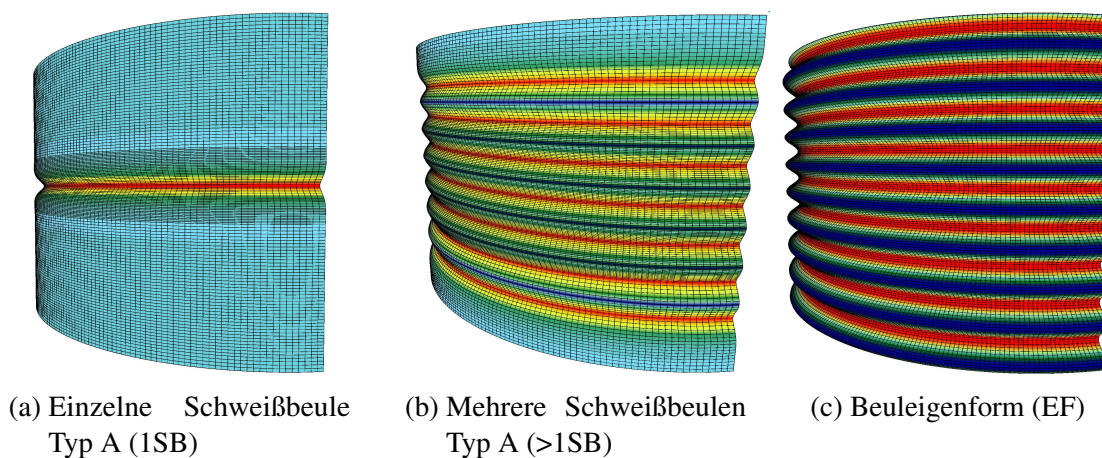 (a) Einzelne Schweißbeule
Typ A (1SB)
(b) Mehrere Schweißbeulen
Typ A (>1SB)
(c) Beuleigenform (EF)